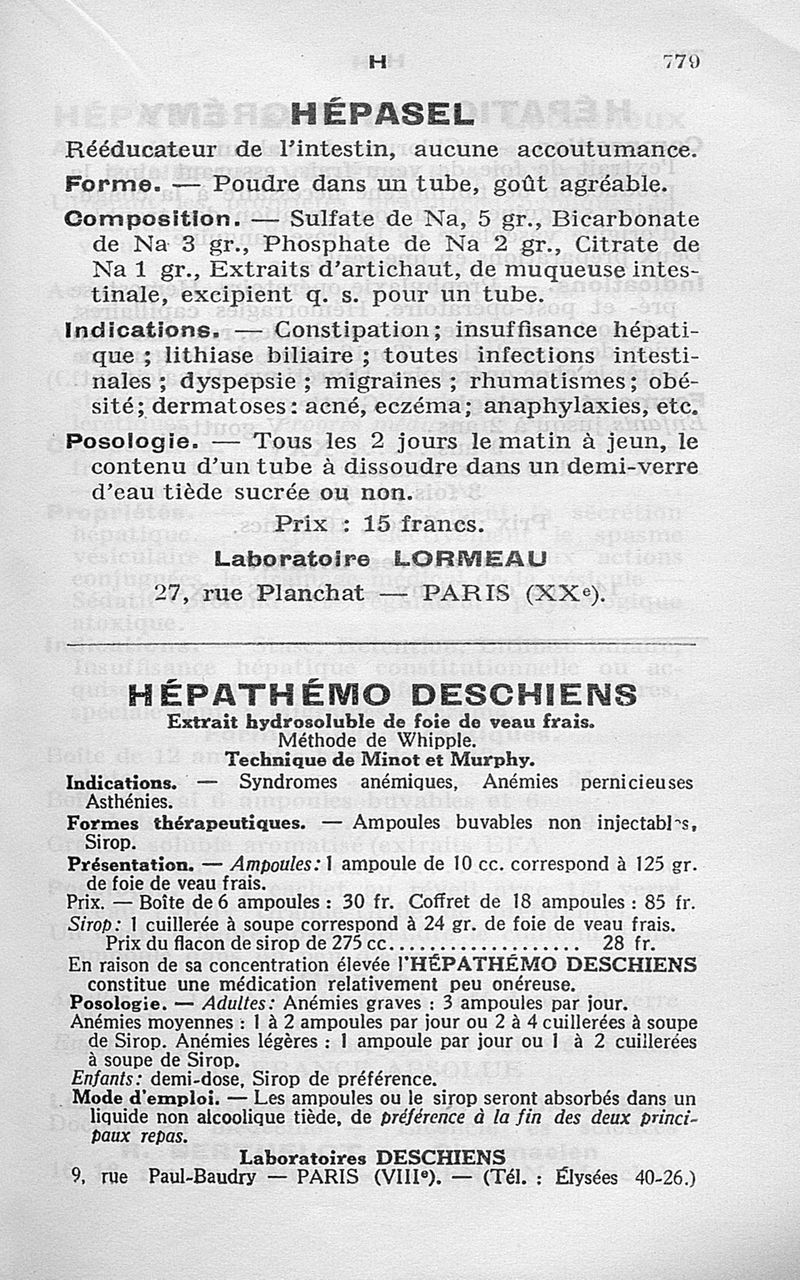 H 779
HÉPASEL
Rééducateur de l'intestin, aucune accoutumance.
Forme. — Poudre dans un tube, goût agréable.
Composition. — Sulfate de Na, 5 gr., Bicarbonate
de Na 3 gr., Phosphate de Na 2 gr., Citrate de
Na 1 gr., Extraits d'artichaut, de muqueuse intes-
tinale, excipient q. s. pour un tube.
Indications. — Constipation; insuffisance hépati-
que ; lithiase biliaire ; toutes infections intesti-
nales ; dyspepsie ; migraines ; rhumatismes; obé-
sité; dermatoses: acné, eczéma; anaphylaxies, etc.
Posologie. — Tous les 2 jours le matin à jeun, le
contenu d'un tube à dissoudre dans un demi-verre
d'eau tiède sucrée ou non.
Prix : 15 francs.
Laboratoire LORMEAU
27, rue Planchat — PARIS (XXe).
HÉPATHÉMO DESCHIENS
Extrait hydrosoluble de foie de veau frais.
Méthode de Whipple.
Technique de Minot et Murphy.
Indications. — Syndromes anémiques, Anémies pernicieuses
Asthénies.
Formes thérapeutiques. — Ampoules buvables non injectabl s,
Sirop.
Présentation. — Ampoules: 1 ampoule de 10 cc. correspond à 125 gr.
de foie de veau frais.
Prix. — Boîte de 6 ampoules : 30 fr. Coffret de 18 ampoules : 85 fr.
Sirop: 1 cuillerée à soupe correspond à 24 gr. de foie de veau frais.
Prix du flacon de sirop de 275 cc.................... 28 fr.
En raison de sa concentration élevée l'HÉPATHÉMO DESCHIENS
constitue une médication relativement peu onéreuse.
Posologie. — Adultes: Anémies graves : 3 ampoules par jour.
Anémies moyennes : 1 à 2 ampoules par jour ou 2 à 4 cuillerées à soupe
de Sirop. Anémies légères : 1 ampoule par jour ou 1 à 2 cuillerées
à soupe de Sirop.
Enfants: demi-dose, Sirop de préférence.
Mode d'emploi. — Les ampoules ou le sirop seront absorbés dans un
liquide non alcoolique tiède, de préférence à la fin des deux princi-
paux repas.
Laboratoires DESCHIENS
9, rue Paul-Baudry — PARIS (VIIIe). — (Tél. : Élysées 40-26.)